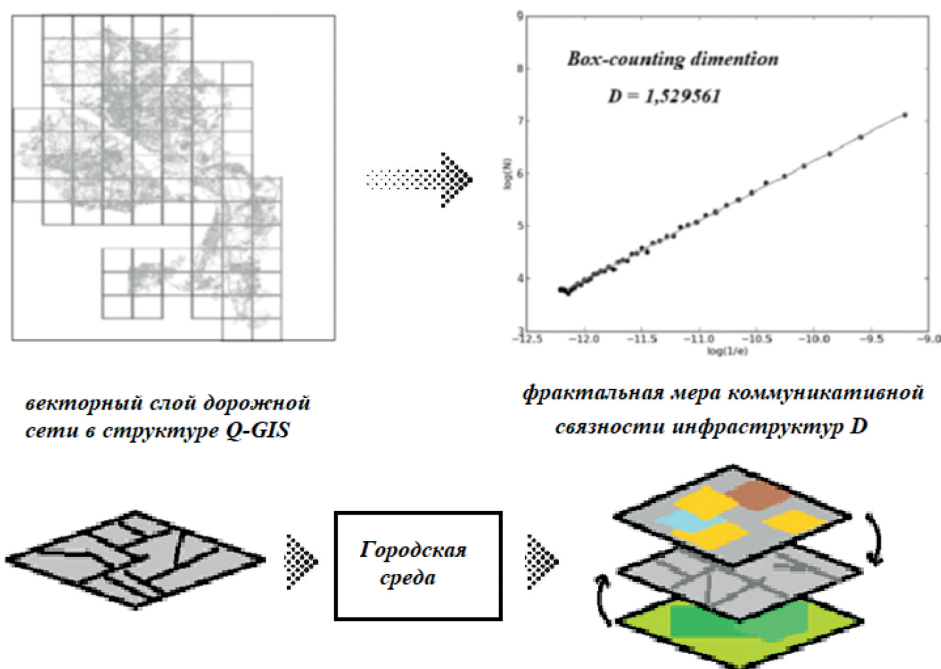 9
8
7
6
5
4
3
log(N)
Box-counting dimention
D = 1,529561
−12.5
−12.0
−11.5
−11.0
−10.5
−10.0
−9.5
−9.0
log(1/e)
векторный слой дорожной
сети в структуре Q-GIS
фрактальная мера коммуникативной
связности инфраструктур D
Городская
среда